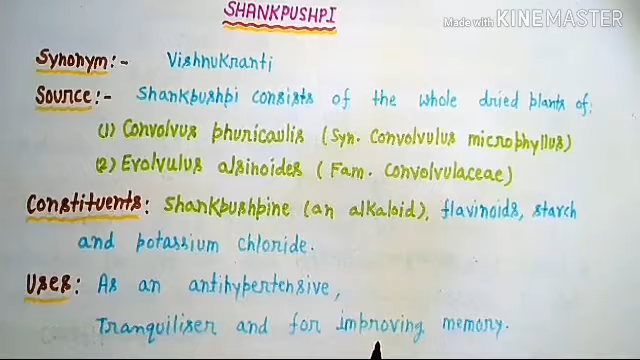 SHANKPUSHPI
Made with KINEMASTER
Synonym:- Vishnukranti
Source:- Shankpushpi consists of the whole dried plants of:
(1) Convolvus phuricaulis (Syn. Convolvulus microphyllus)
(2) Evolvulus alsinoides (Fam. Convolvulaceae)
Constituents: Shankpushpine (an alkaloid), flavinoids, starch
and potassium chloride.
Uses: As an antihypertensive,
Tranquiliser and for improving memory.